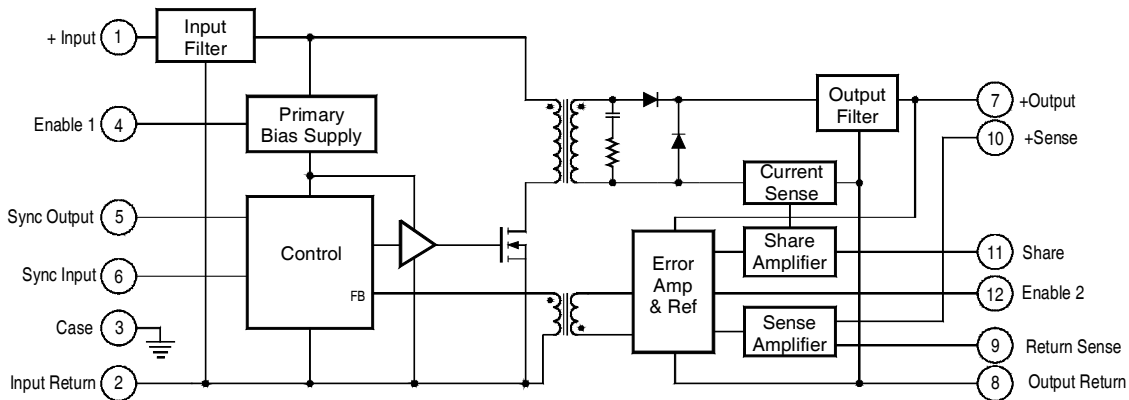 + Input
1
Input
Filter
Enable 1
4
Primary
Bias Supply
Sync Output
5
Sync Input
6
Control
FB
Case
3
Input Return
2
Output
Filter
7
+Output
10
+Sense
Current
Sense
Share
Amplifier
11
Share
Error
Amp
& Ref
12
Enable 2
Sense
Amplifier
9
Return Sense
8
Output Return